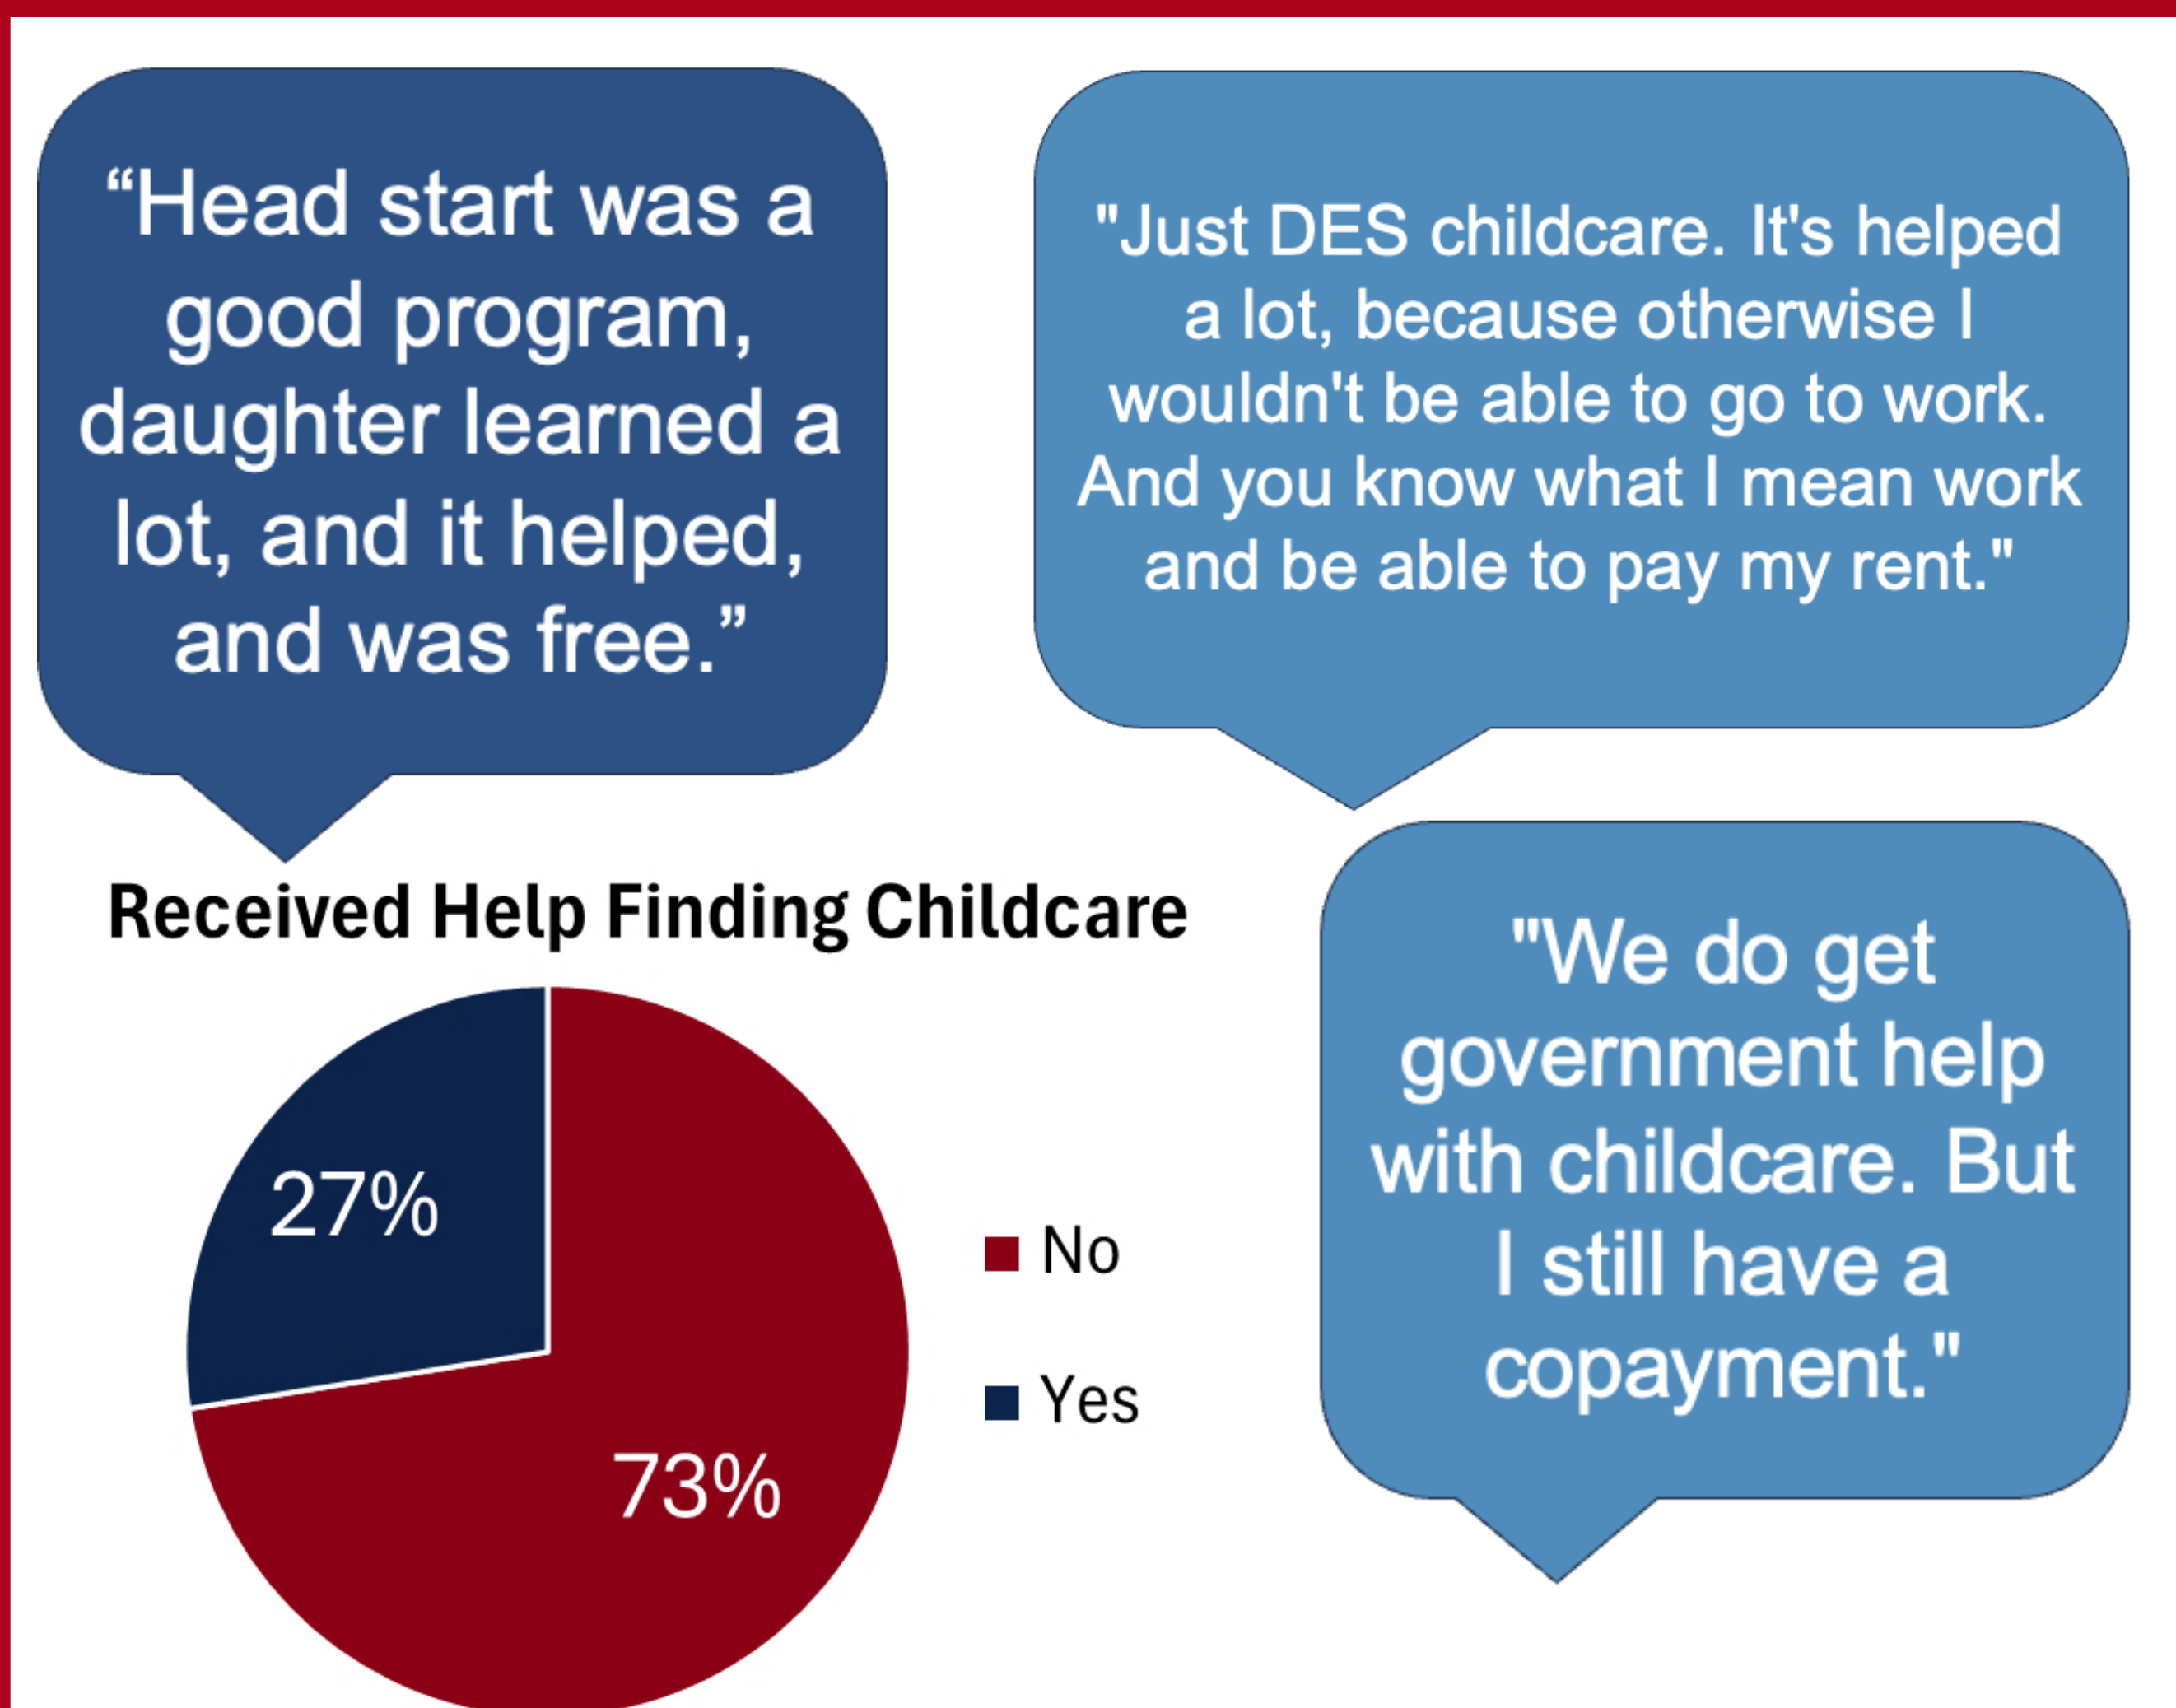 “Head start was a
good program,
daughter learned a
lot, and it helped,
and was free.”
"Just DES childcare. It's helped
a lot, because otherwise I
wouldn't be able to go to work.
And you know what I mean work
and be able to pay my rent."
Received Help Finding Childcare
27%
73%
No
Yes
"We do get
government help
with childcare. But
I still have a
copayment."